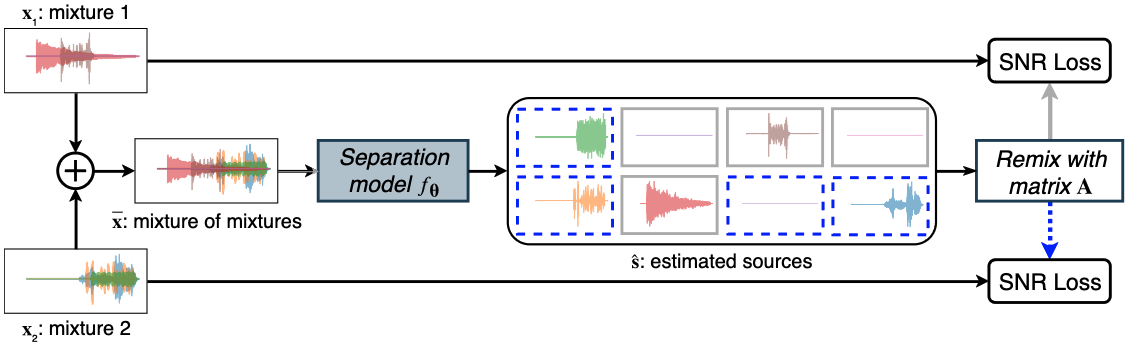 x₁: mixture 1
SNR Loss
+
Separation
model fθ
Remix with
matrix A
x̄: mixture of mixtures
ŝ: estimated sources
SNR Loss
x₂: mixture 2